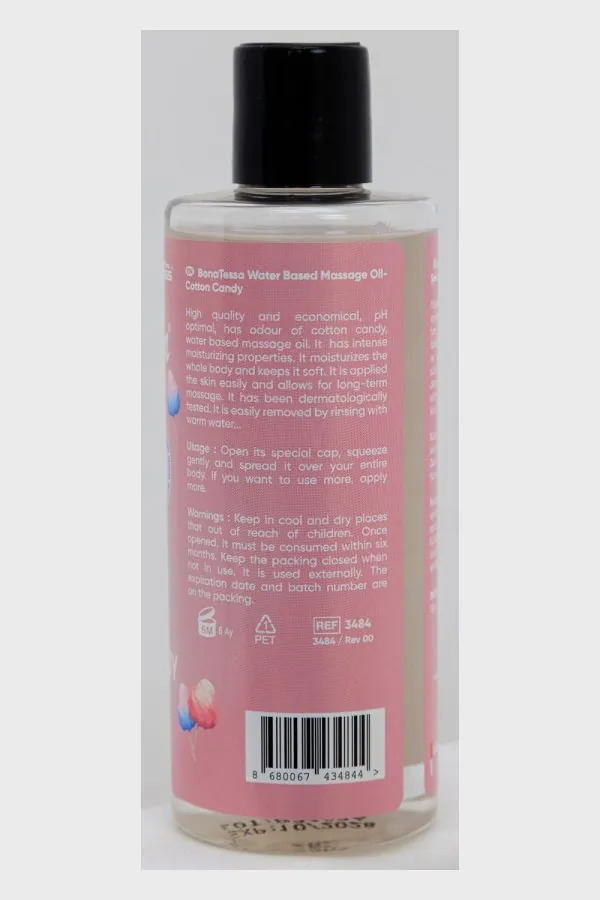 EN BonaTessa Water Based Massage Oil-
Cotton Candy
High quality and economical, pH
optimal, has odour of cotton candy,
water based massage oil. It has intense
moisturizing properties. It moisturizes the
whole body and keeps it soft. It is applied
the skin easily and allows for long-term
massage. It has been dermatologically
tested. It is easily removed by rinsing with
warm water...
Usage : Open its special cap, squeeze
gently and spread it over your entire
body. If you want to use more, apply
more.
Warnings : Keep in cool and dry places
that out of reach of children. Once
opened. It must be consumed within six
months. Keep the packing closed when
not in use. It is used externally. The
expiration date and batch number are
on the packing.
6M 6 Ay
1
PET
REF 3484
3484 / Rev 00
8 680067 434844 >
10/2028